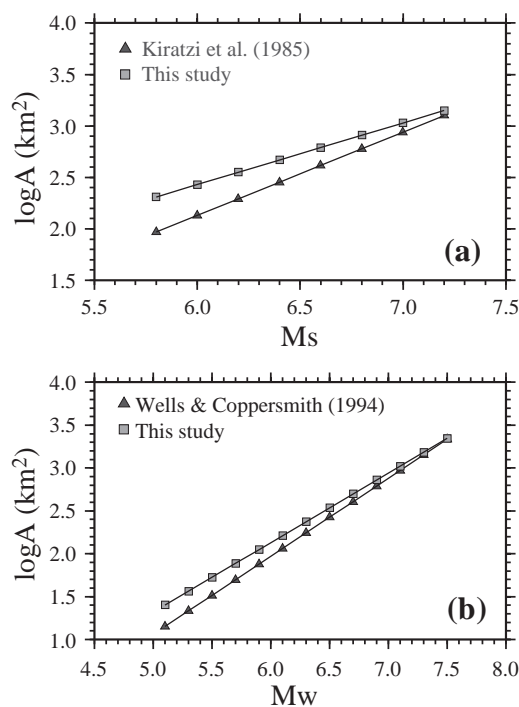 4.0
Kiratzi et al. (1985)
This study
3.5
3.0
2.5
2.0
1.5
logA (km²)
(a)
5.5 6.0 6.5 7.0 7.5
Ms
4.0
Wells & Coppersmith (1994)
This study
3.5
3.0
2.5
2.0
1.5
1.0
logA (km²)
(b)
4.5 5.0 5.5 6.0 6.5 7.0 7.5 8.0
Mw